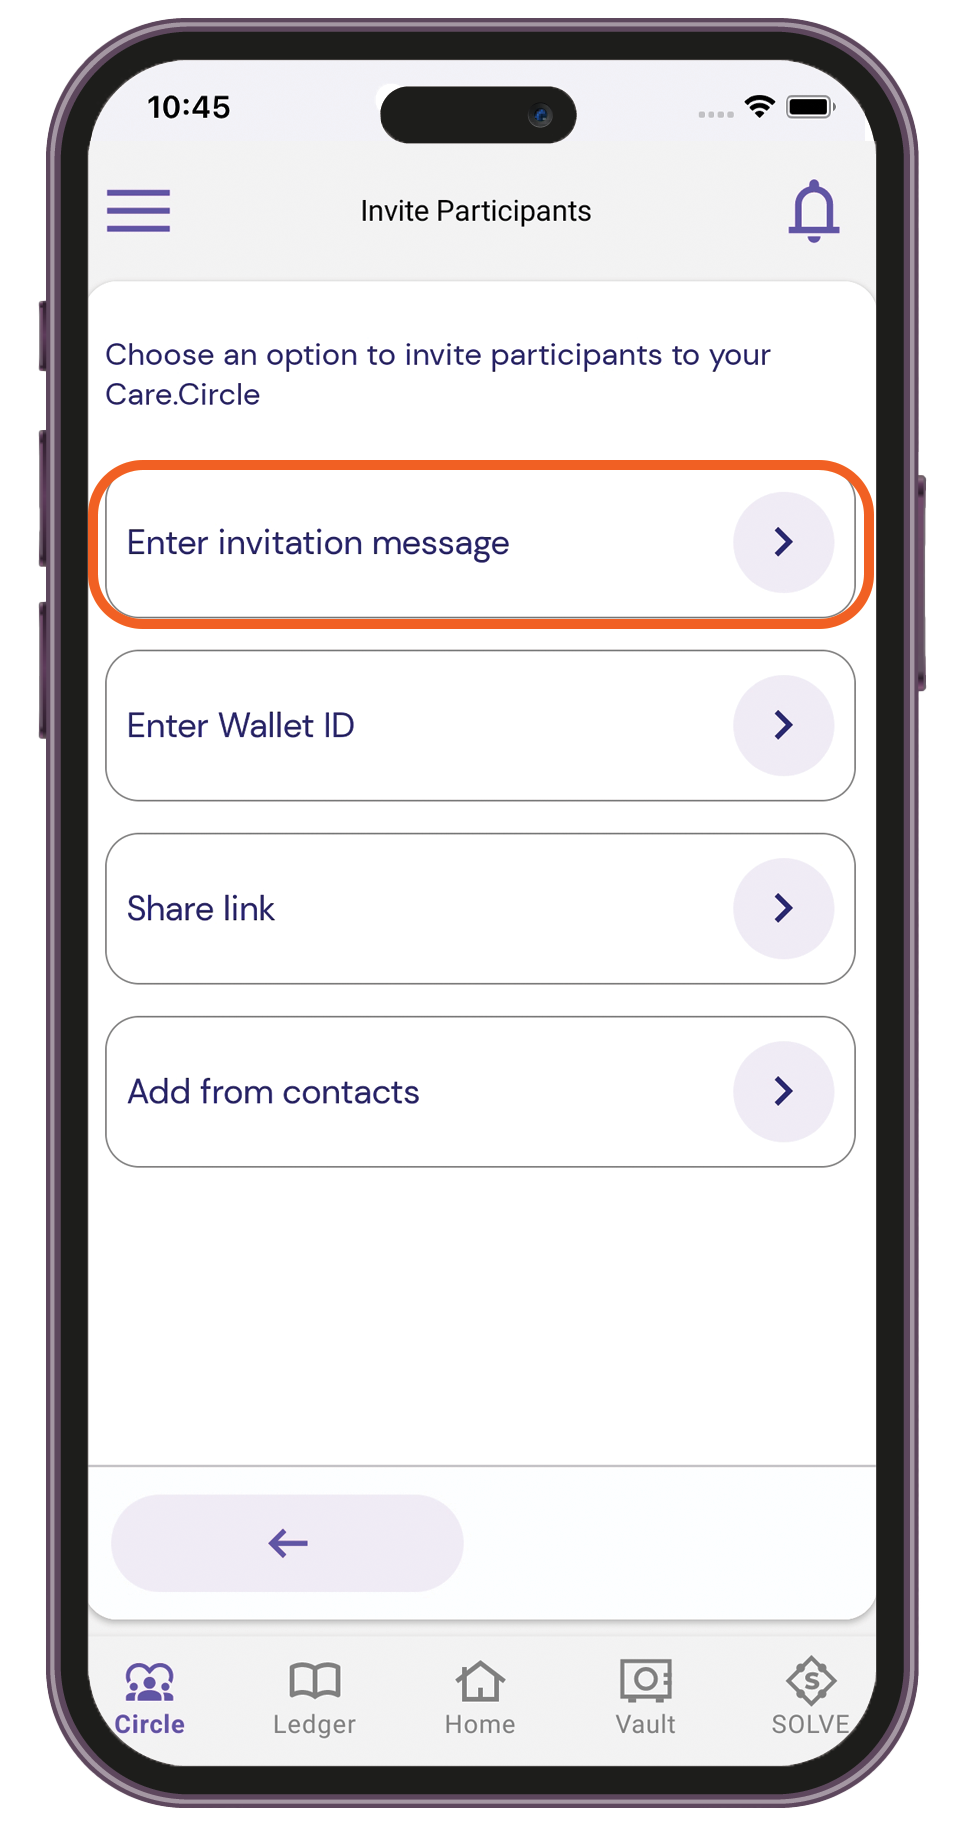 10:45
Invite Participants
Choose an option to invite participants to your
Care.Circle
Enter invitation message
Enter Wallet ID
Share link
Add from contacts
Circle
Ledger
Home
Vault
SOLVE